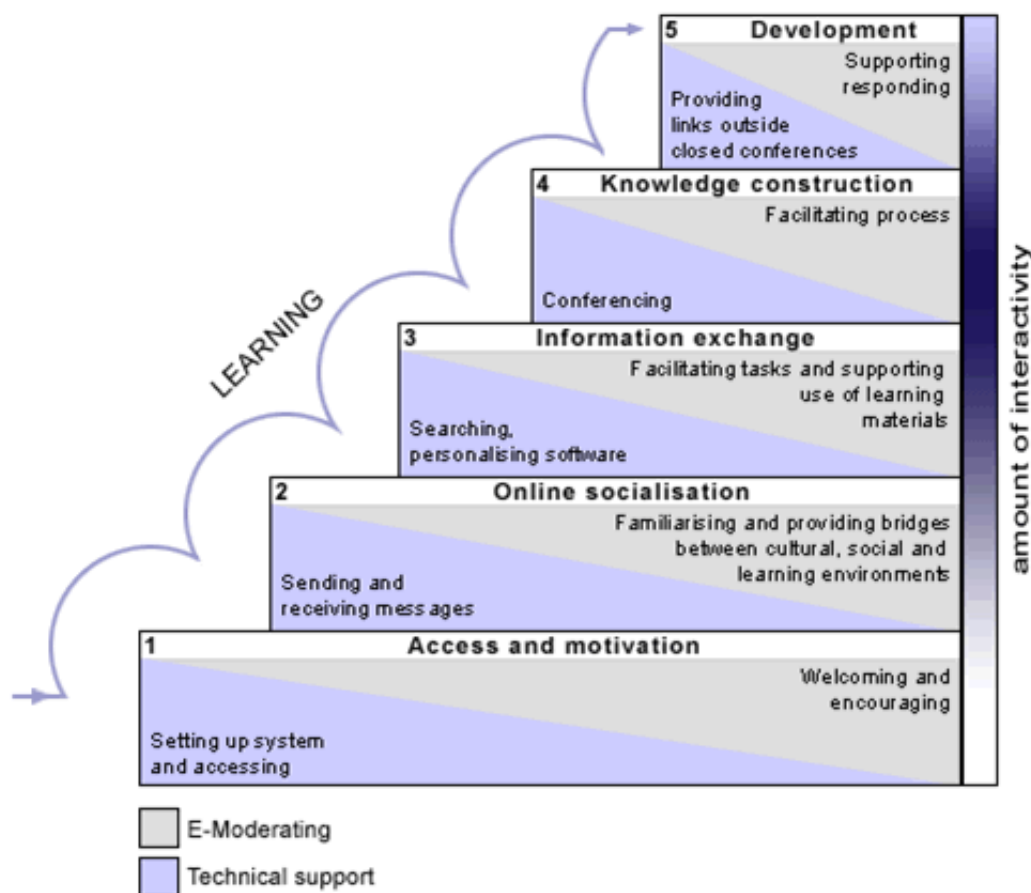 5 Development
Supporting
responding
Providing
links outside
closed conferences
4 Knowledge construction
Facilitating process
Conferencing
3 Information exchange
Facilitating tasks and supporting
use of learning
materials
Searching,
personalising software
2 Online socialisation
Familiarising and providing bridges
between cultural, social and
learning environments
Sending and
receiving messages
1 Access and motivation
Welcoming and
encouraging
Setting up system
and accessing
LEARNING
amount of interactivity
E-Moderating
Technical support